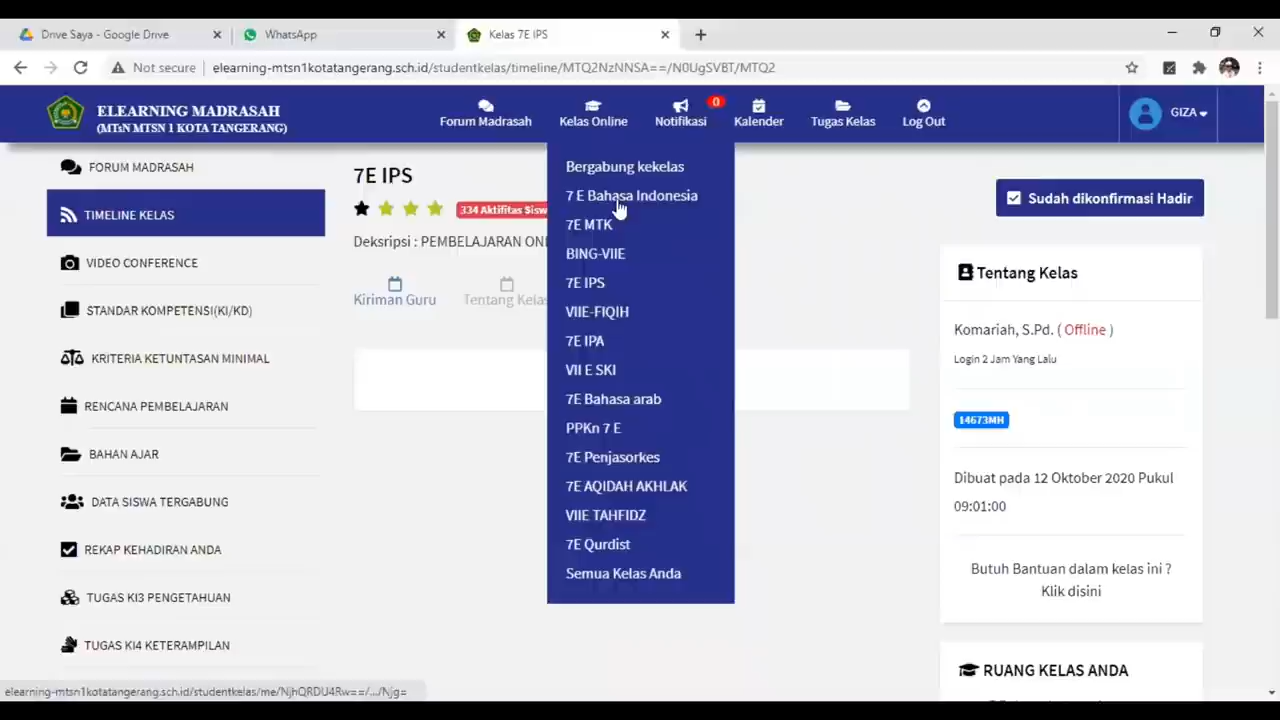 Drive Saya - Google Drive
WhatsApp
Kelas 7E IPS
Not secure
elearning-mtsn1kotatangerang.sch.id/studentkelas/timeline/MTQ2NzNNSA==/N0UgSVBT/MTQ2
ELEARNING MADRASAH
(MTsN MTSN 1 KOTA TANGERANG)
Forum Madrasah
Kelas Online
Notifikasi
0
Kalender
Tugas Kelas
Log Out
GIZA
FORUM MADRASAH
TIMELINE KELAS
VIDEO CONFERENCE
STANDAR KOMPETENSI(KI/KD)
KRITERIA KETUNTASAN MINIMAL
RENCANA PEMBELAJARAN
BAHAN AJAR
DATA SISWA TERGABUNG
REKAP KEHADIRAN ANDA
TUGAS KI3 PENGETAHUAN
TUGAS KI4 KETERAMPILAN
7E IPS
334 Aktifitas Sisw
Deksripsi : PEMBELAJARAN ONL
Kiriman Guru
Tentang Kelas
Bergabung kekelas
7 E Bahasa Indonesia
7E MTK
BING-VIIE
7E IPS
VIIE-FIQIH
7E IPA
VII E SKI
7E Bahasa arab
PPKn 7 E
7E Penjasorkes
7E AQIDAH AKHLAK
VIIE TAHFIDZ
7E Qurdist
Semua Kelas Anda
Sudah dikonfirmasi Hadir
Tentang Kelas
Komariah, S.Pd. ( Offline )
Login 2 Jam Yang Lalu
14673MH
Dibuat pada 12 Oktober 2020 Pukul
09:01:00
Butuh Bantuan dalam kelas ini ?
Klik disini
RUANG KELAS ANDA
elearning-mtsn1kotatangerang.sch.id/studentkelas/me/NjhQRDU4Rw==/.../Njg=